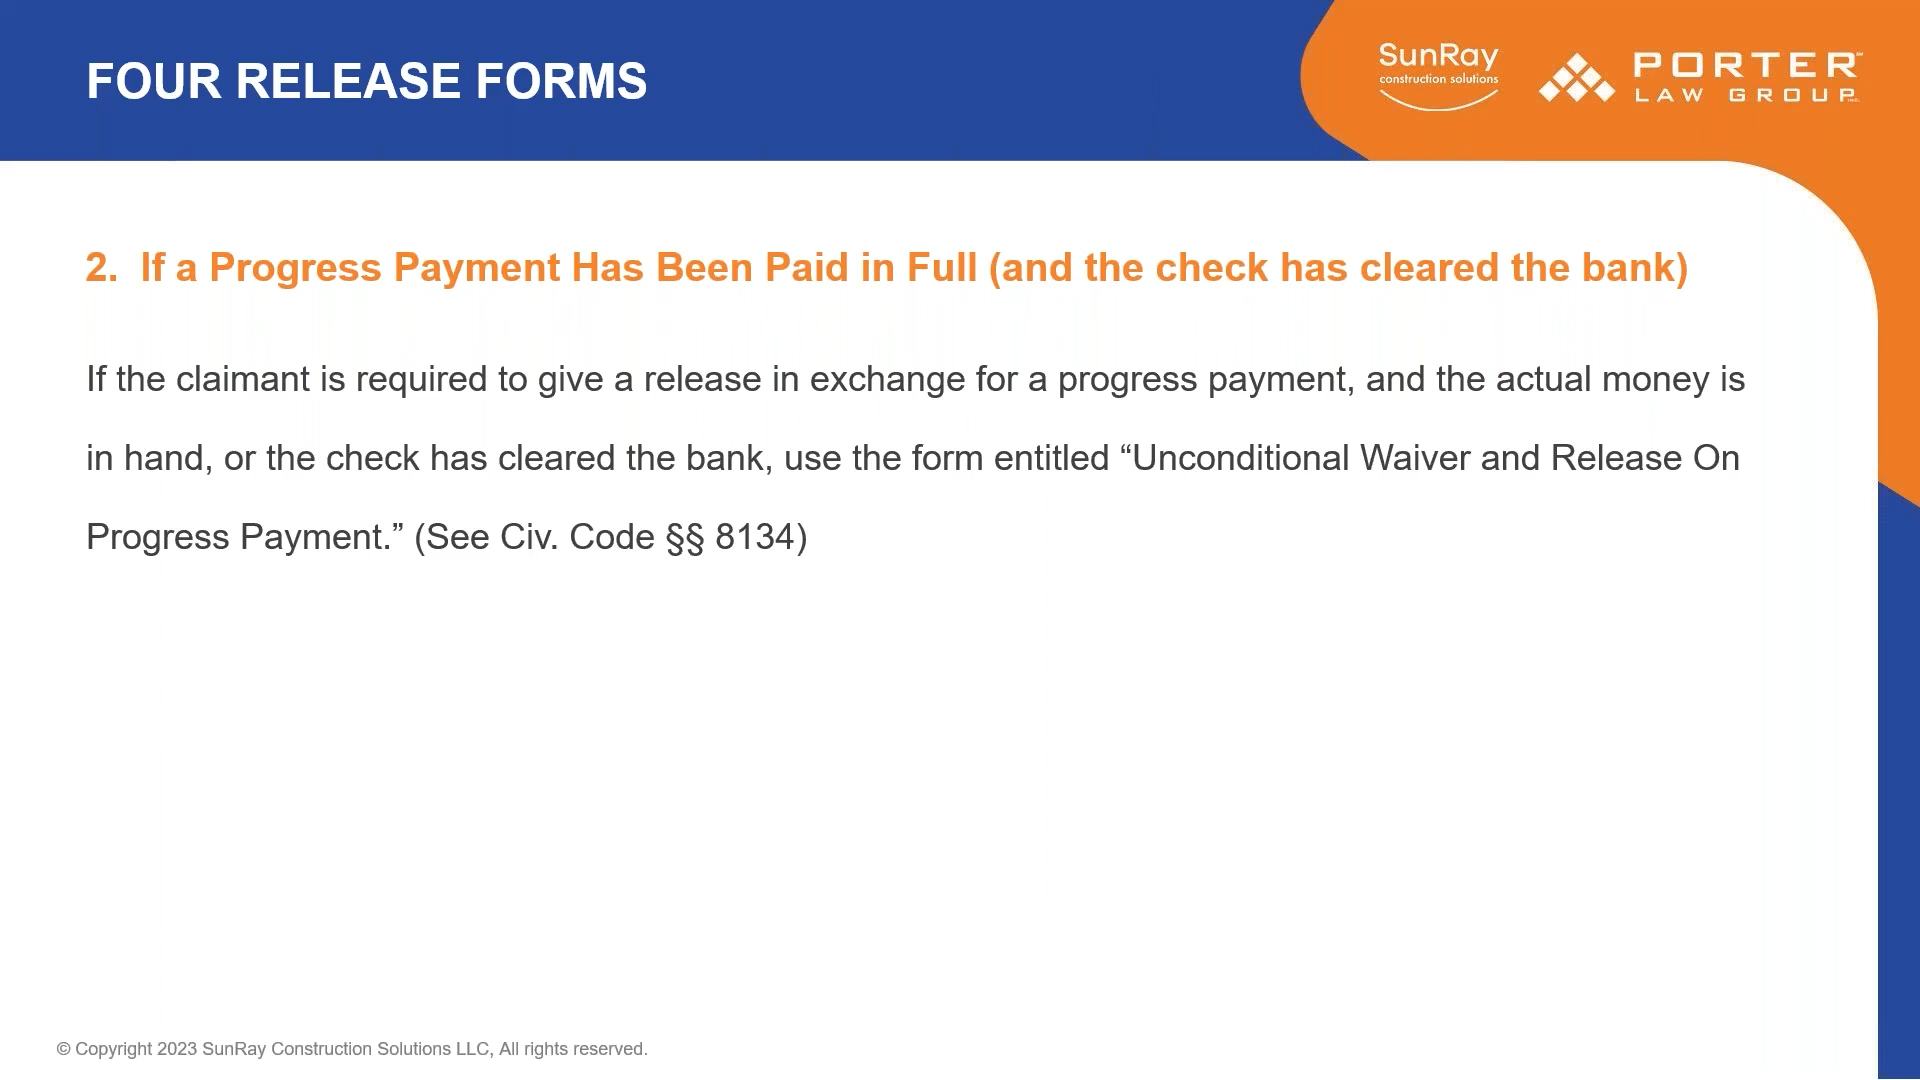 FOUR RELEASE FORMS
SunRay
construction solutions
PORTER
LAW GROUP
2. If a Progress Payment Has Been Paid in Full (and the check has cleared the bank)
If the claimant is required to give a release in exchange for a progress payment, and the actual money is
in hand, or the check has cleared the bank, use the form entitled “Unconditional Waiver and Release On
Progress Payment.” (See Civ. Code §§ 8134)
© Copyright 2023 SunRay Construction Solutions LLC, All rights reserved.